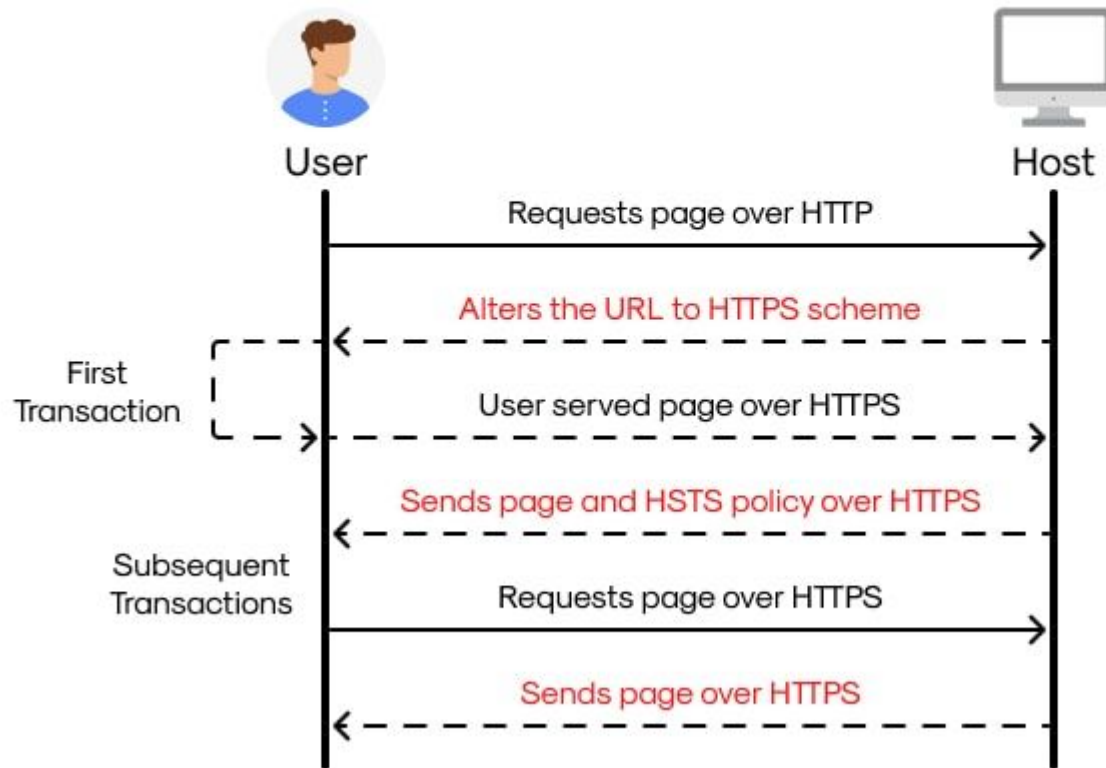 User
Host
Requests page over HTTP
Alters the URL to HTTPS scheme
First
Transaction
User served page over HTTPS
Sends page and HSTS policy over HTTPS
Subsequent
Transactions
Requests page over HTTPS
Sends page over HTTPS